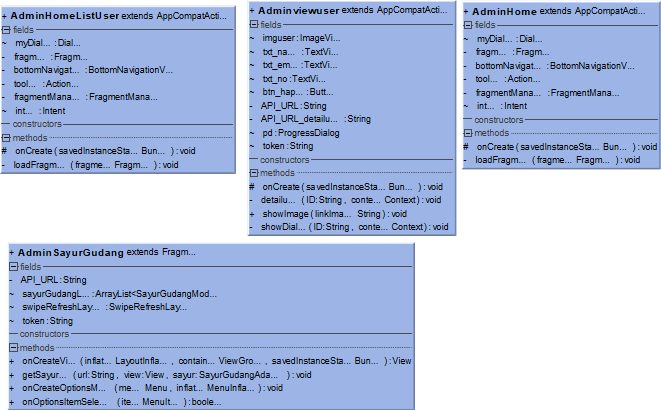 + AdminHomeListUser extends AppCompatActi...
fields
~ myDial... :Dial...
- fragm... :Fragm...
- bottomNavigat... :BottomNavigationV...
- tool... :Action...
- fragmentMana... :FragmentMana...
~ int... :Intent
constructors
methods
# onCreate(savedInstanceSta... Bun... ):void
- loadFragm... (fragme... Fragm... ):void
+ Adminviewuser extends AppCompatActi...
fields
~ imguser:ImageVi...
~ txt_na... :TextVi...
~ txt_em... :TextVi...
~ txt_no:TextVi...
~ btn_hap... :Butt...
- API_URL:String
- API_URL_detailu... :String
~ pd:ProgressDialog
~ token:String
constructors
methods
# onCreate(savedInstanceSta... Bun... ):void
- detailu... (ID:String, conte... Context):void
+ showImage(linkIma... String):void
- showDial... (ID:String, conte... Context):void
+ AdminHome extends AppCompatActi...
fields
~ myDial... :Dial...
- fragm... :Fragm...
- bottomNavigat... :BottomNavigationV...
- tool... :Action...
- fragmentMana... :FragmentMana...
~ int... :Intent
constructors
methods
# onCreate(savedInstanceSta... Bun... ):void
- loadFragm... (fragme... Fragm... ):void
+ AdminSayurGudang extends Fragm...
fields
- API_URL:String
~ sayurGudangL... :ArrayList<SayurGudangMod...
~ swipeRefreshLay... :SwipeRefreshLay...
~ token:String
constructors
methods
+ onCreateVi... (inflat... LayoutInfla... , contain... ViewGro... , savedInstanceSta... Bun... ):View
+ getSayur... (url:String, view:View, sayur:SayurGudangAda... ):void
+ onCreateOptionsM... (me... Menu, inflat... MenuInfla... ):void
+ onOptionsItemSele... (ite... MenuIt... ):boole...